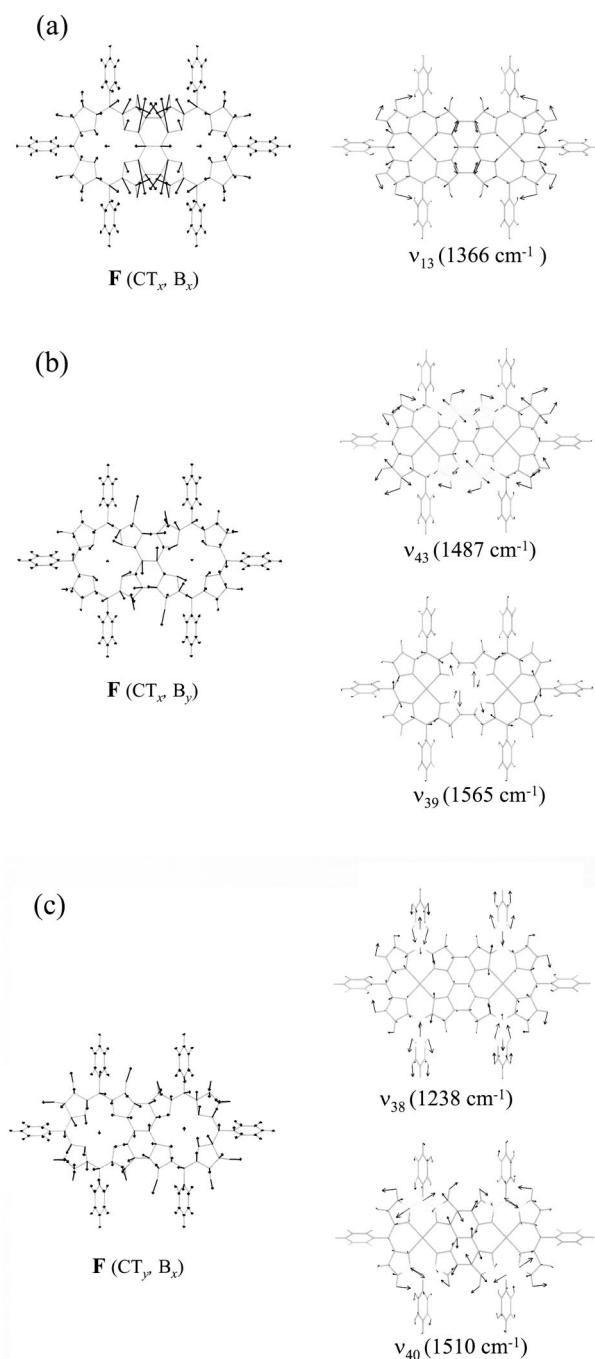 (a)
F (CTx, Bx)
ν13 (1366 cm-1 )
(b)
ν43 (1487 cm-1)
F (CTx, By)
ν39 (1565 cm-1)
(c)
ν38 (1238 cm-1)
F (CTy, Bx)
ν40 (1510 cm-1)